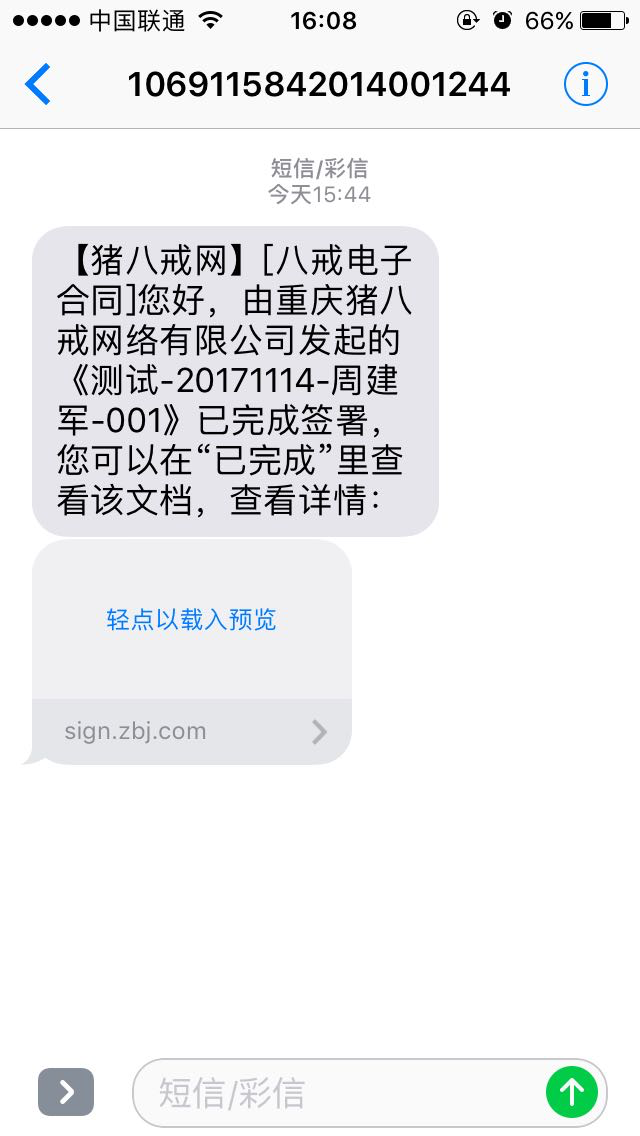 中国联通 16:08 66%
1069115842014001244
短信/彩信
今天15:44
【猪八戒网】[八戒电子
合同]您好，由重庆猪八
戒网络有限公司发起的
《测试-20171114-周建
军-001》已完成签署，
您可以在“已完成”里查
看该文档，查看详情：
轻点以载入预览
sign.zbj.com
短信/彩信